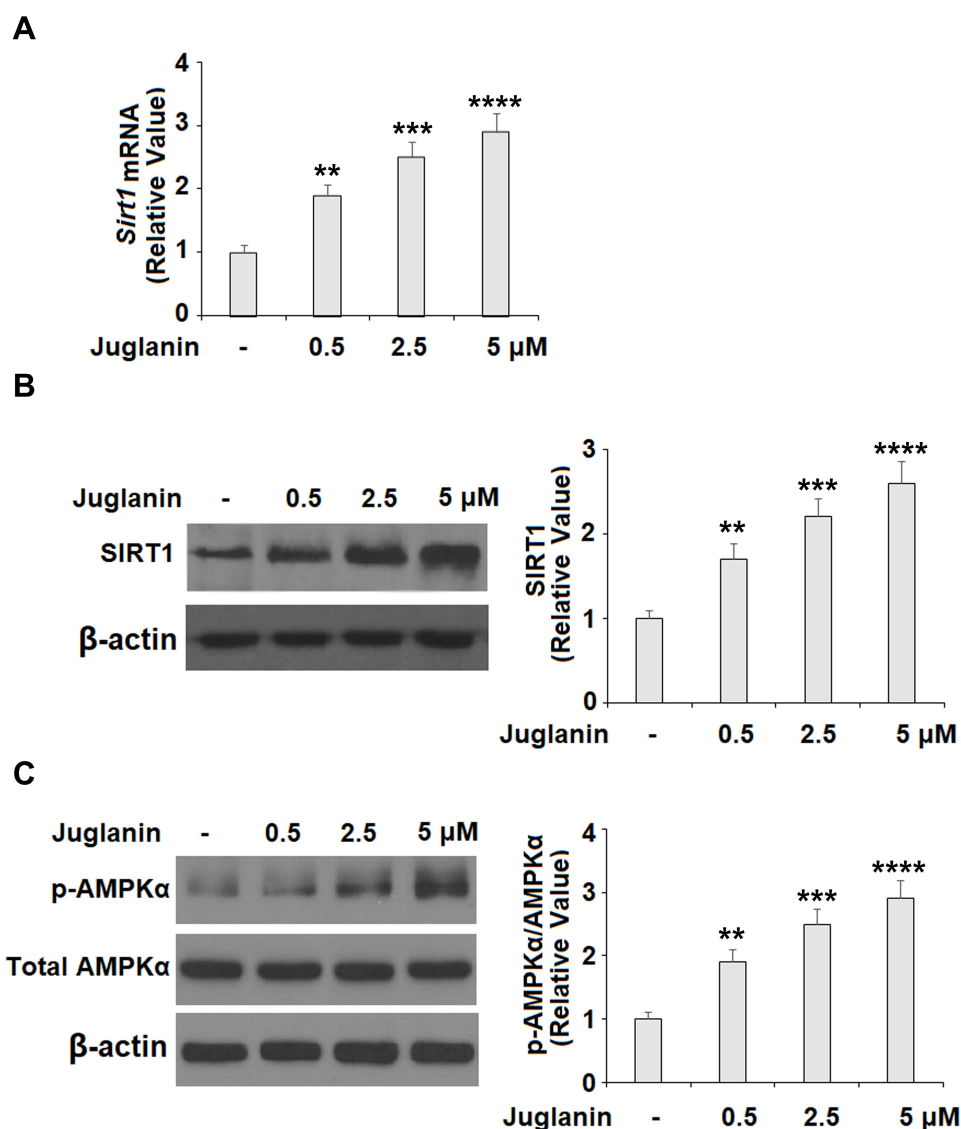 A
Sirt1 mRNA
(Relative Value)
4
3
2
1
0
**
***
****
Juglanin - 0.5 2.5 5 μM
B
Juglanin - 0.5 2.5 5 μM
SIRT1
β-actin
SIRT1
(Relative Value)
3
2
1
0
**
***
****
Juglanin - 0.5 2.5 5 μM
C
Juglanin - 0.5 2.5 5 μM
p-AMPKα
Total AMPKα
β-actin
p-AMPKα/AMPKα
(Relative Value)
4
3
2
1
0
**
***
****
Juglanin - 0.5 2.5 5 μM